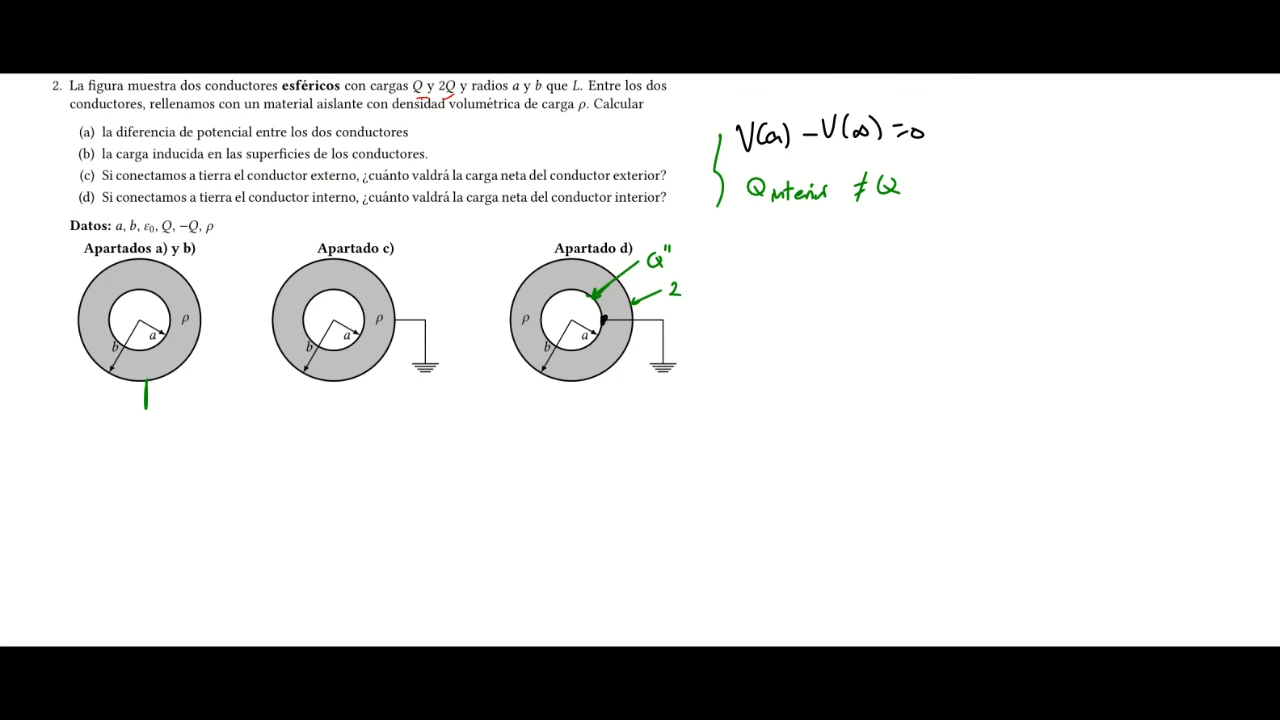 2. La figura muestra dos conductores esféricos con cargas Q y 2Q y radios a y b que L. Entre los dos
conductores, rellenamos con un material aislante con densidad volumétrica de carga ρ. Calcular
(a) la diferencia de potencial entre los dos conductores
(b) la carga inducida en las superficies de los conductores.
(c) Si conectamos a tierra el conductor externo, ¿cuánto valdrá la carga neta del conductor exterior?
(d) Si conectamos a tierra el conductor interno, ¿cuánto valdrá la carga neta del conductor interior?
Datos: a, b, ε₀, Q, −Q, ρ
Apartados a) y b)
ρ
a
b
Apartado c)
ρ
a
b
Apartado d)
ρ
a
b
Q''
2
V(a) – V(∞) = 0
Q interior ≠ Q